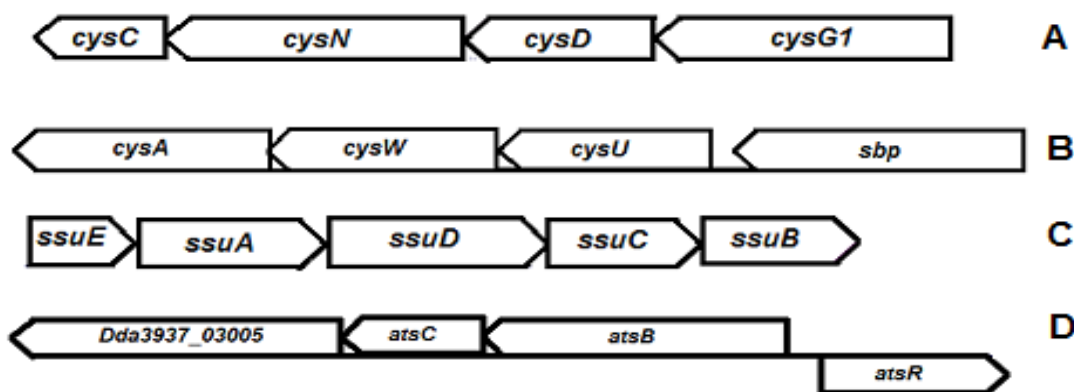 cysC cysN cysD cysG1 A
cysA cysW cysU sbp B
ssuE ssuA ssuD ssuC ssuB C
Dda3937_03005 atsC atsB D
atsR